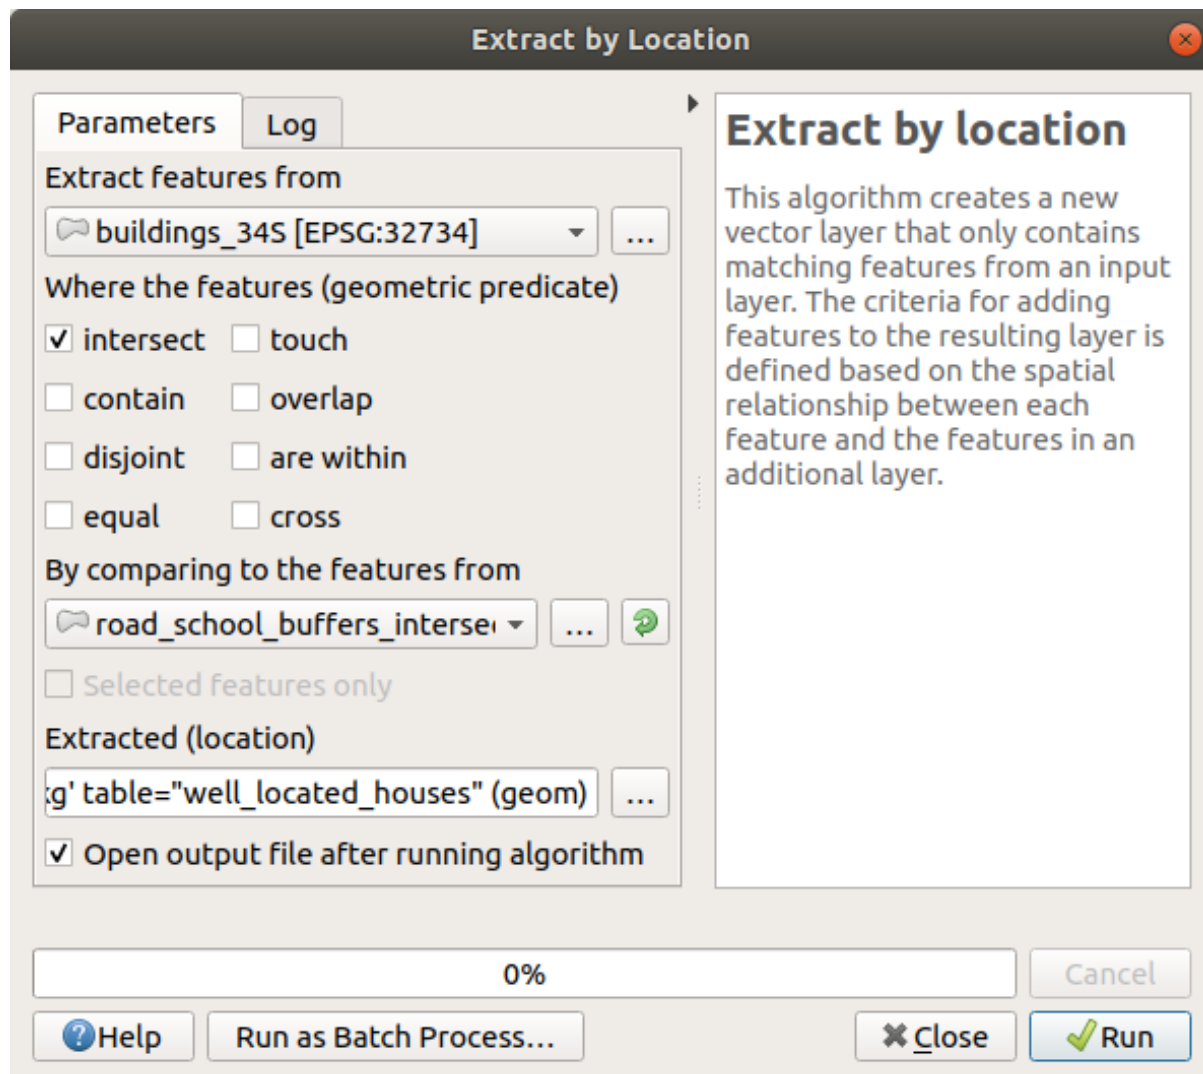 Extract by Location
Parameters
Log
Extract features from
buildings_34S [EPSG:32734]
...
Where the features (geometric predicate)
intersect
touch
contain
overlap
disjoint
are within
equal
cross
By comparing to the features from
road_school_buffers_interse
...
Selected features only
Extracted (location)
g' table="well_located_houses" (geom)
...
Open output file after running algorithm
Extract by location
This algorithm creates a new
vector layer that only contains
matching features from an input
layer. The criteria for adding
features to the resulting layer is
defined based on the spatial
relationship between each
feature and the features in an
additional layer.
0%
Cancel
Help
Run as Batch Process...
Close
Run